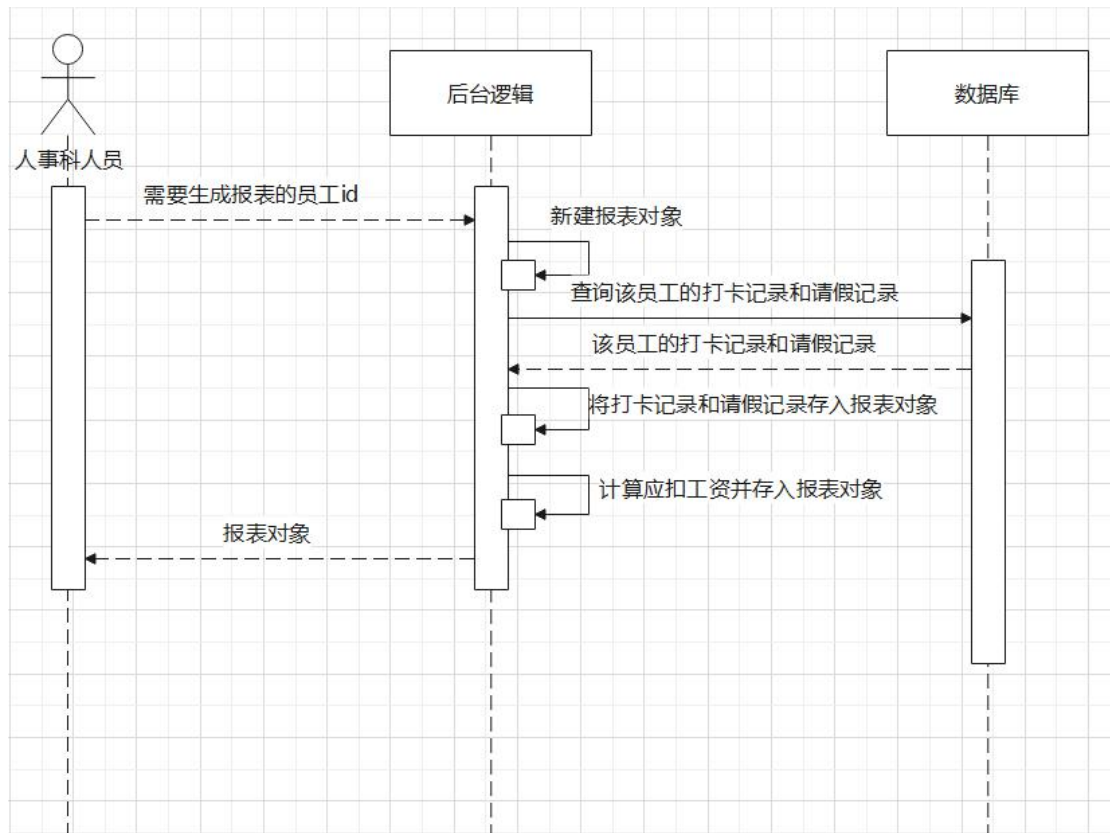 后台逻辑
数据库
人事科人员
需要生成报表的员工id
新建报表对象
查询该员工的打卡记录和请假记录
该员工的打卡记录和请假记录
将打卡记录和请假记录存入报表对象
计算应扣工资并存入报表对象
报表对象